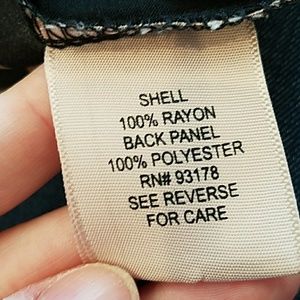 SHELL
100% RAYON
BACK PANEL
100% POLYESTER
RN# 93178
SEE REVERSE
FOR CARE